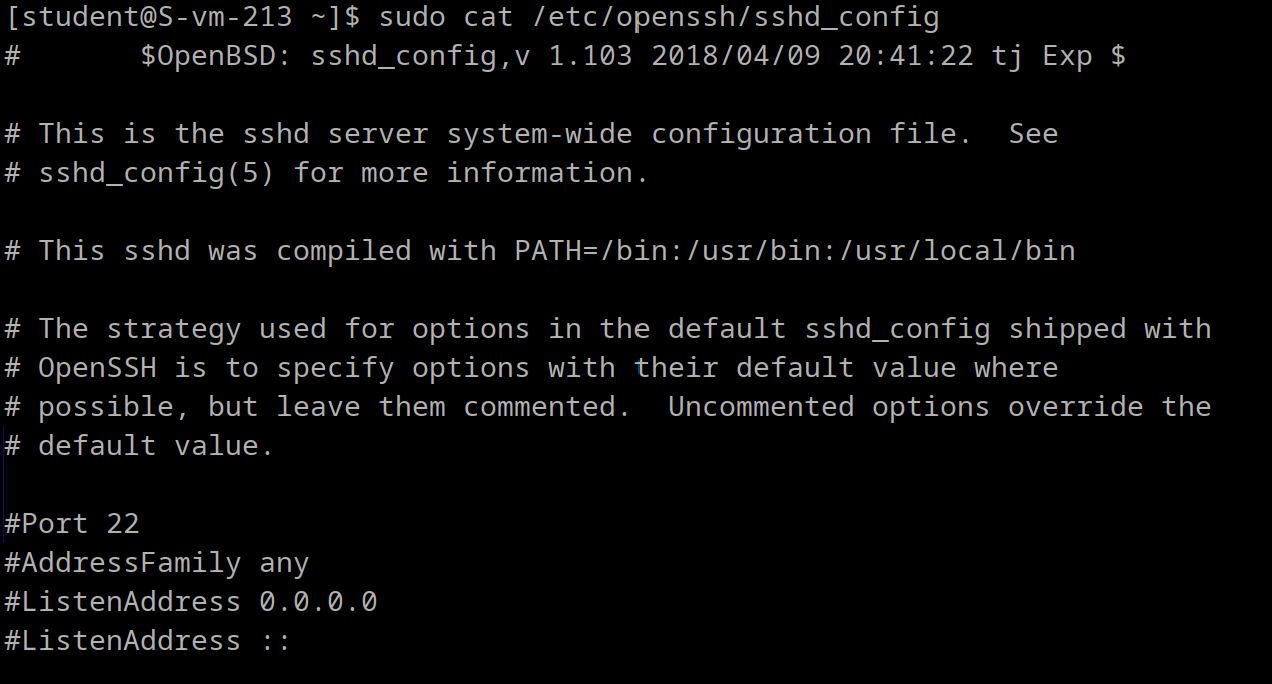 [student@S-vm-213 ~]$ sudo cat /etc/openssh/sshd_config
#       $OpenBSD: sshd_config,v 1.103 2018/04/09 20:41:22 tj Exp $
# This is the sshd server system-wide configuration file.  See
# sshd_config(5) for more information.
# This sshd was compiled with PATH=/bin:/usr/bin:/usr/local/bin
# The strategy used for options in the default sshd_config shipped with
# OpenSSH is to specify options with their default value where
# possible, but leave them commented.  Uncommented options override the
# default value.
#Port 22
#AddressFamily any
#ListenAddress 0.0.0.0
#ListenAddress ::